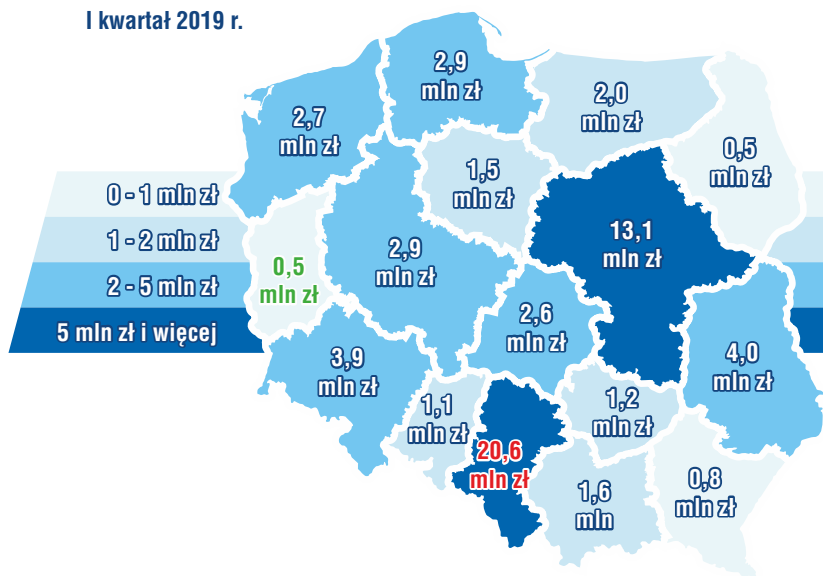 I kwartał 2019 r.
2,9
mln zł
2,7
mln zł
2,0
mln zł
0,5
mln zł
1,5
mln zł
0 - 1 mln zł
1 - 2 mln zł
2 - 5 mln zł
5 mln zł i więcej
13,1
mln zł
2,9
mln zł
0,5
mln zł
2,6
mln zł
3,9
mln zł
4,0
mln zł
1,1
mln zł
1,2
mln zł
20,6
mln zł
1,6
mln
0,8
mln zł